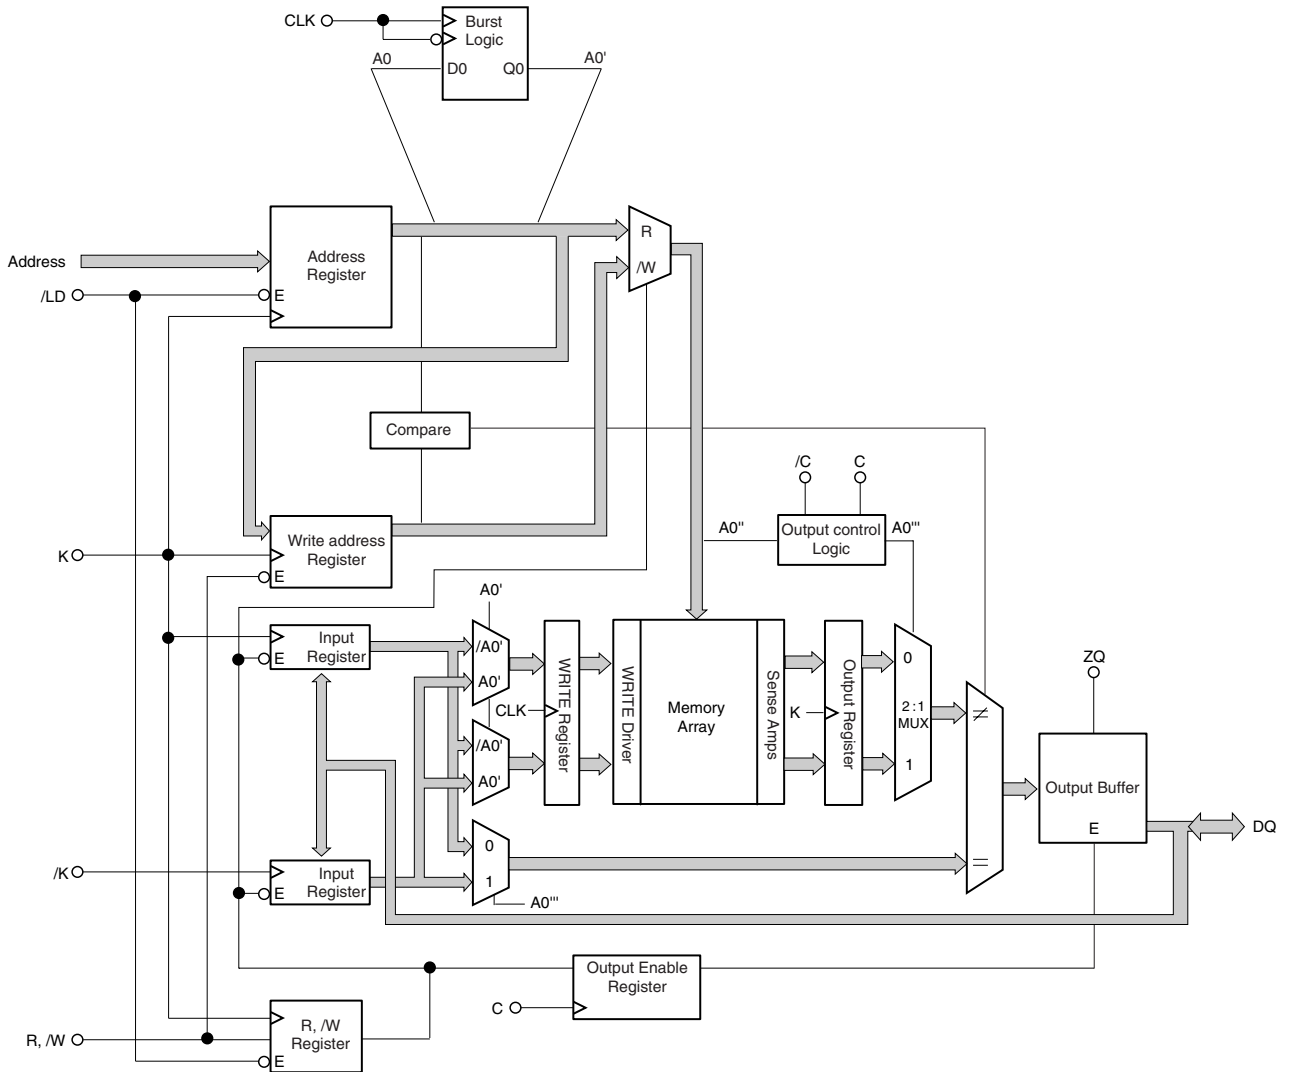 CLK
Burst
Logic
A0
D0
Q0
A0'
Address
Address
Register
/LD
E
R
/W
Compare
/C
C
A0''
Output control
Logic
A0'''
Write address
Register
K
E
A0'
Input
Register
E
/A0'
A0'
CLK
/A0'
A0'
WRITE Register
WRITE Driver
Memory
Array
Sense Amps
K
Output Register
0
2 : 1
MUX
1
≠
ZQ
Output Buffer
E
DQ
/K
Input
Register
E
0
1
A0'''
=
Output Enable
Register
C
R, /W
R, /W
Register
E